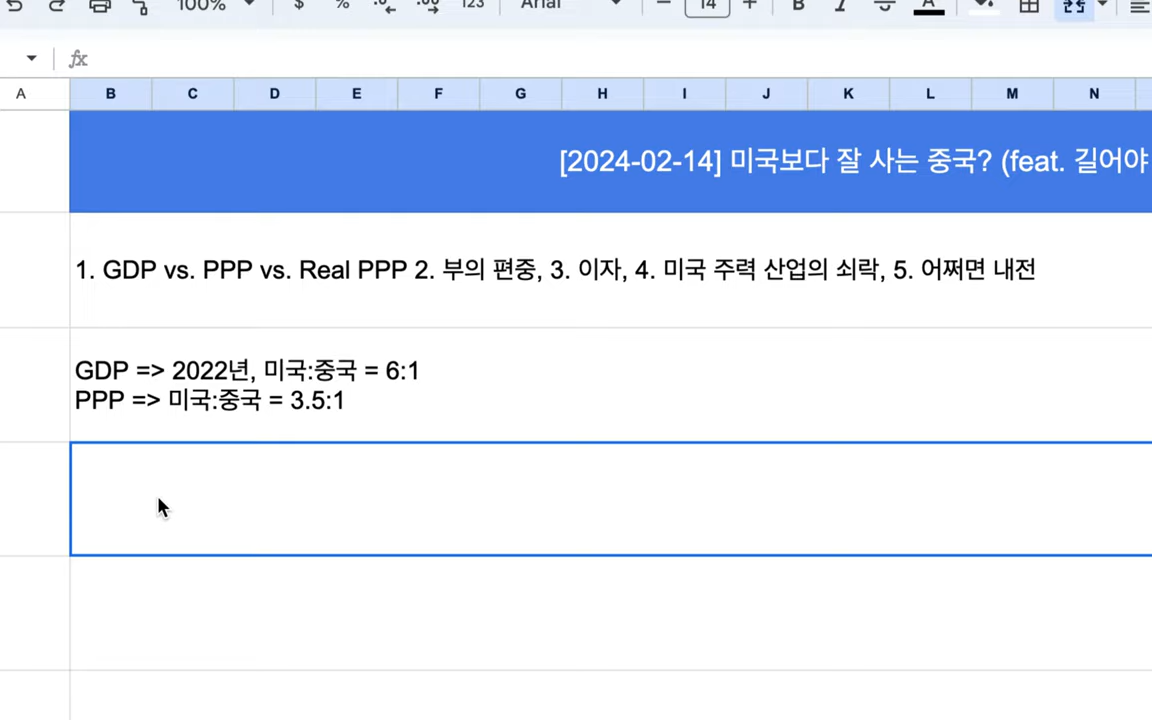 100% $ % 123 Arial 14 B I A
fx
A B C D E F G H I J K L M N
[2024-02-14] 미국보다 잘 사는 중국? (feat. 길어야
1. GDP vs. PPP vs. Real PPP 2. 부의 편중, 3. 이자, 4. 미국 주력 산업의 쇠락, 5. 어쩌면 내전
GDP => 2022년, 미국:중국 = 6:1
PPP => 미국:중국 = 3.5:1